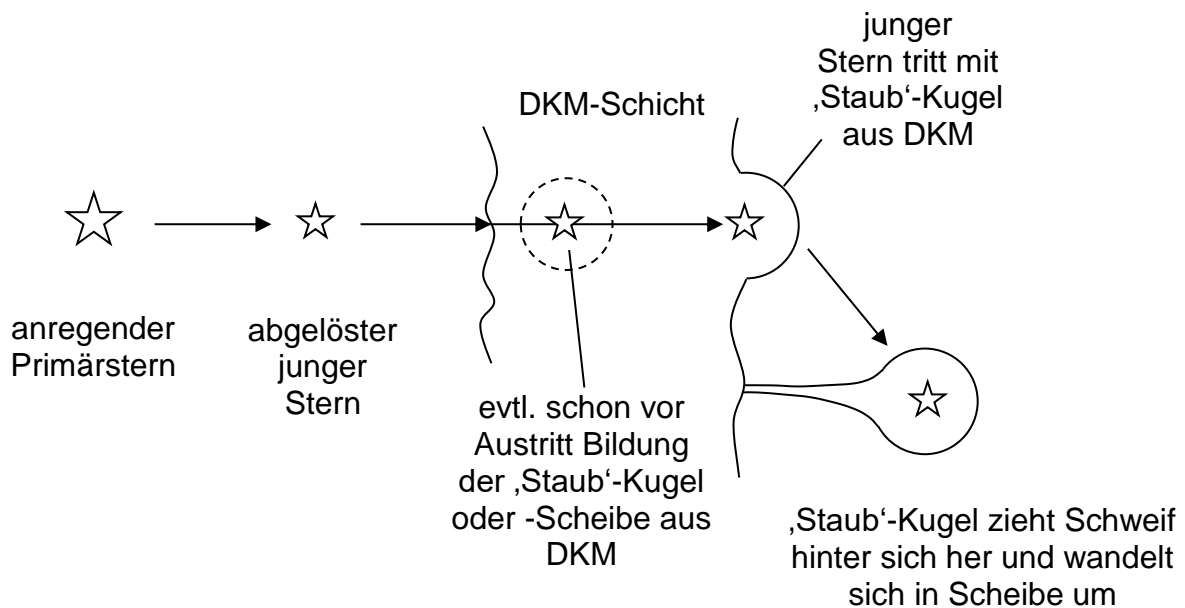 junger
Stern tritt mit
‚Staub‘-Kugel
aus DKM
DKM-Schicht
anregender
Primärstern
abgelöster
junger
Stern
evtl. schon vor
Austritt Bildung
der ‚Staub‘-Kugel
oder -Scheibe aus
DKM
‚Staub‘-Kugel zieht Schweif
hinter sich her und wandelt
sich in Scheibe um